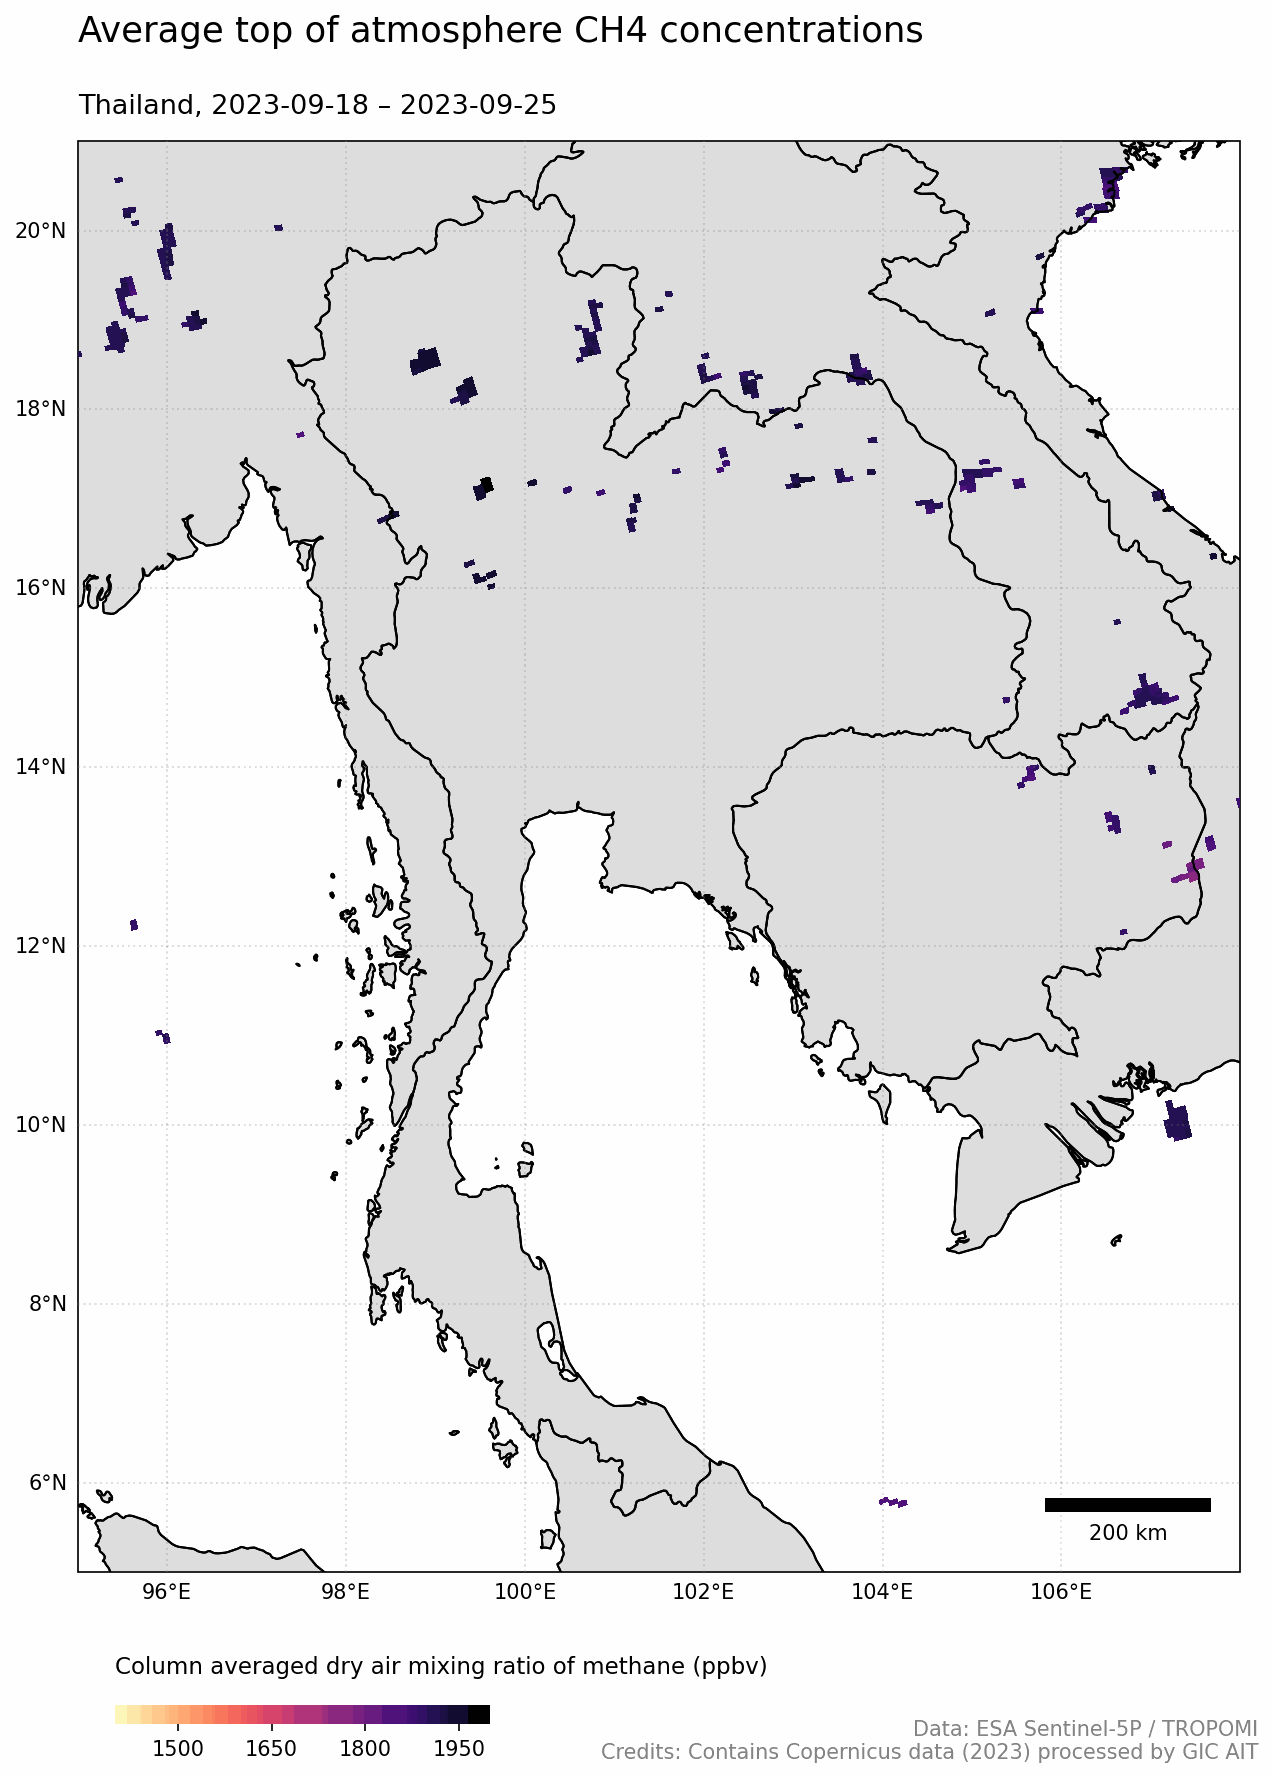 Average top of atmosphere CH4 concentrations
Thailand, 2023-09-18 – 2023-09-25
20°N
18°N
16°N
14°N
12°N
10°N
8°N
6°N
200 km
96°E 98°E 100°E 102°E 104°E 106°E
Column averaged dry air mixing ratio of methane (ppbv)
1500 1650 1800 1950
Data: ESA Sentinel-5P / TROPOMI
Credits: Contains Copernicus data (2023) processed by GIC AIT